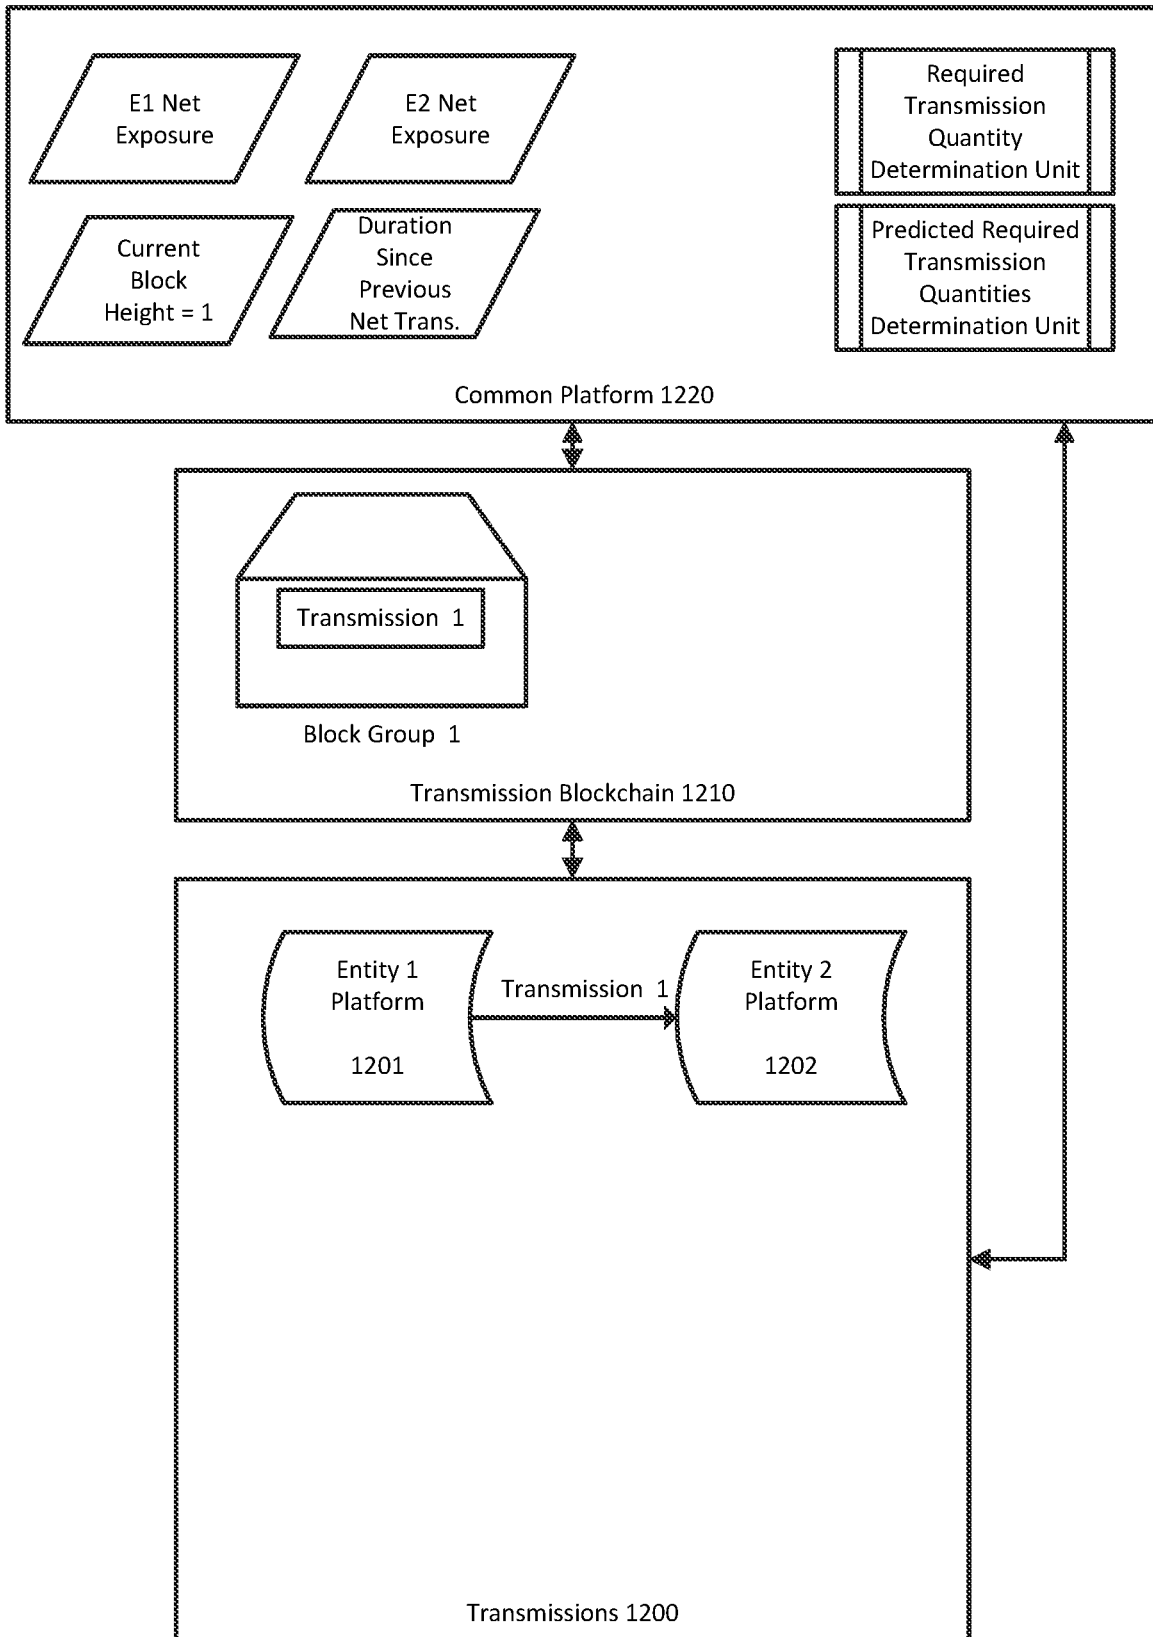 E1 Net
Exposure
E2 Net
Exposure
Required
Transmission
Quantity
Determination Unit
Current
Block
Height = 1
Duration
Since
Previous
Net Trans.
Predicted Required
Transmission
Quantities
Determination Unit
Common Platform 1220
Transmission 1
Block Group 1
Transmission Blockchain 1210
Entity 1
Platform
1201
Transmission 1
Entity 2
Platform
1202
Transmissions 1200